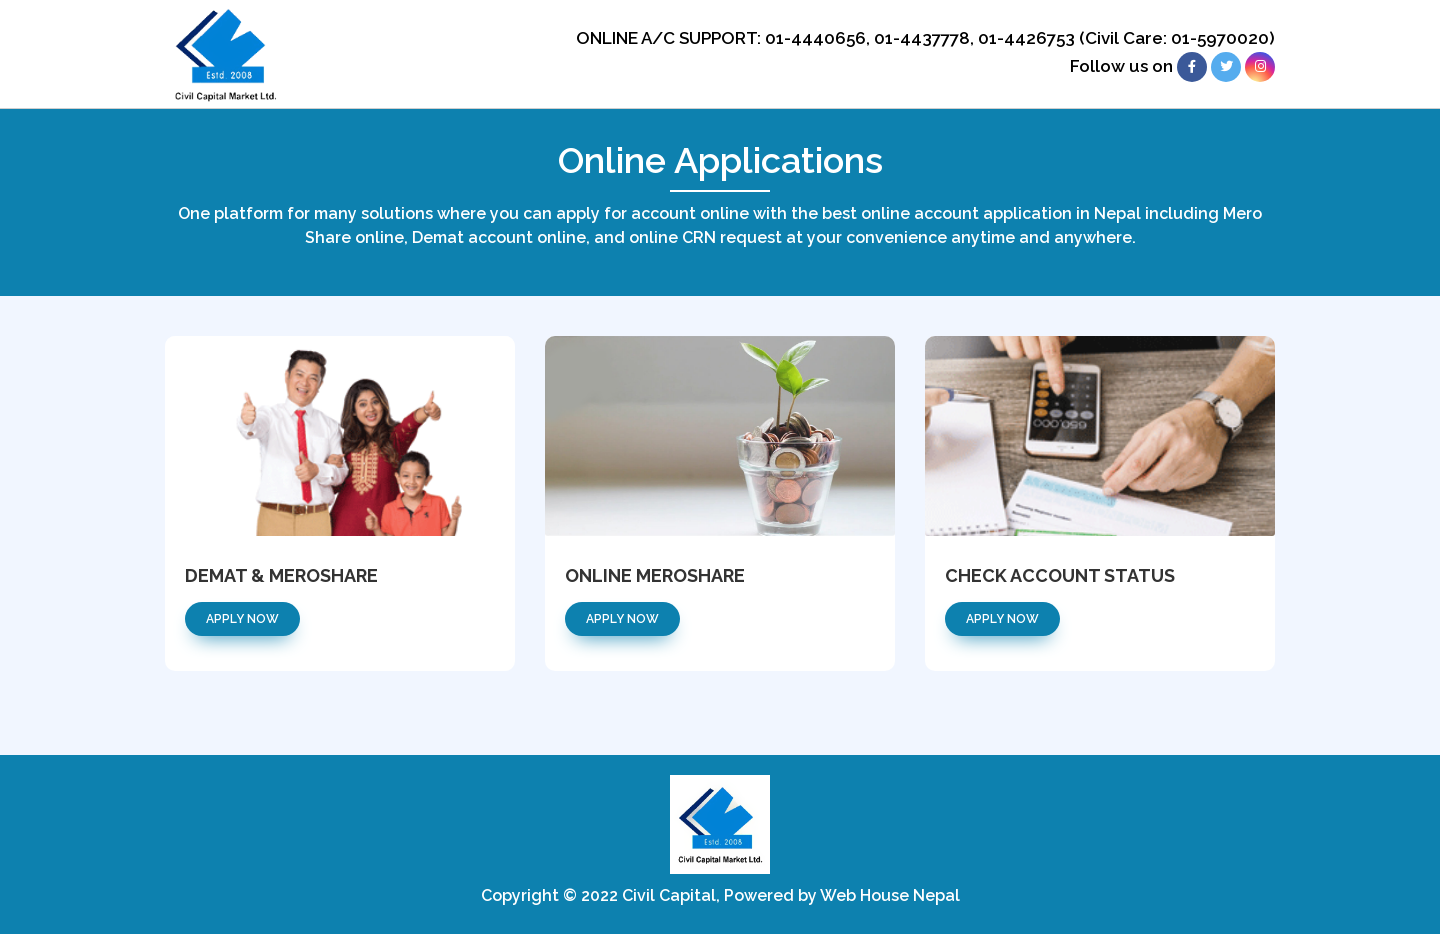 Estd. 2008
Civil Capital Market Ltd.
ONLINE A/C SUPPORT: 01-4440656, 01-4437778, 01-4426753 (Civil Care: 01-5970020)
Follow us on
Online Applications
One platform for many solutions where you can apply for account online with the best online account application in Nepal including Mero
Share online, Demat account online, and online CRN request at your convenience anytime and anywhere.
DEMAT & MEROSHARE
APPLY NOW
ONLINE MEROSHARE
APPLY NOW
650,000
CHECK ACCOUNT STATUS
APPLY NOW
Estd. 2008
Civil Capital Market Ltd.
Copyright © 2022 Civil Capital, Powered by Web House Nepal